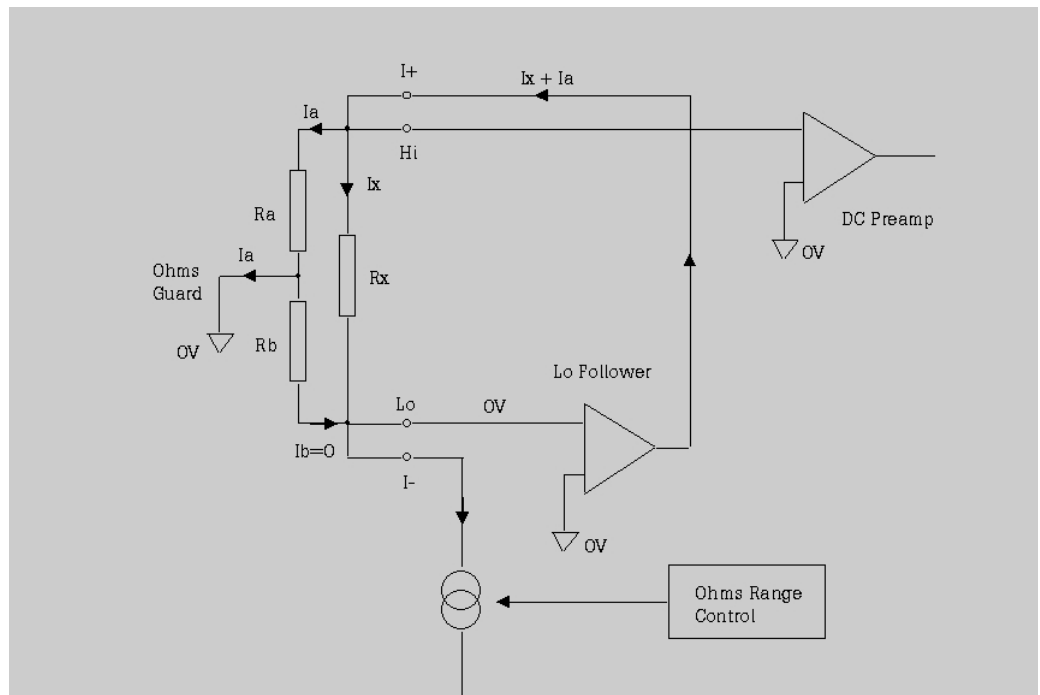 I+
Ix + Ia
Ia
Hi
Ix
Ra
DC Preamp
Ia
Ohms
Guard
Rx
0V
0V
Rb
Lo Follower
Lo
0V
Ib=0
I-
0V
Ohms Range
Control